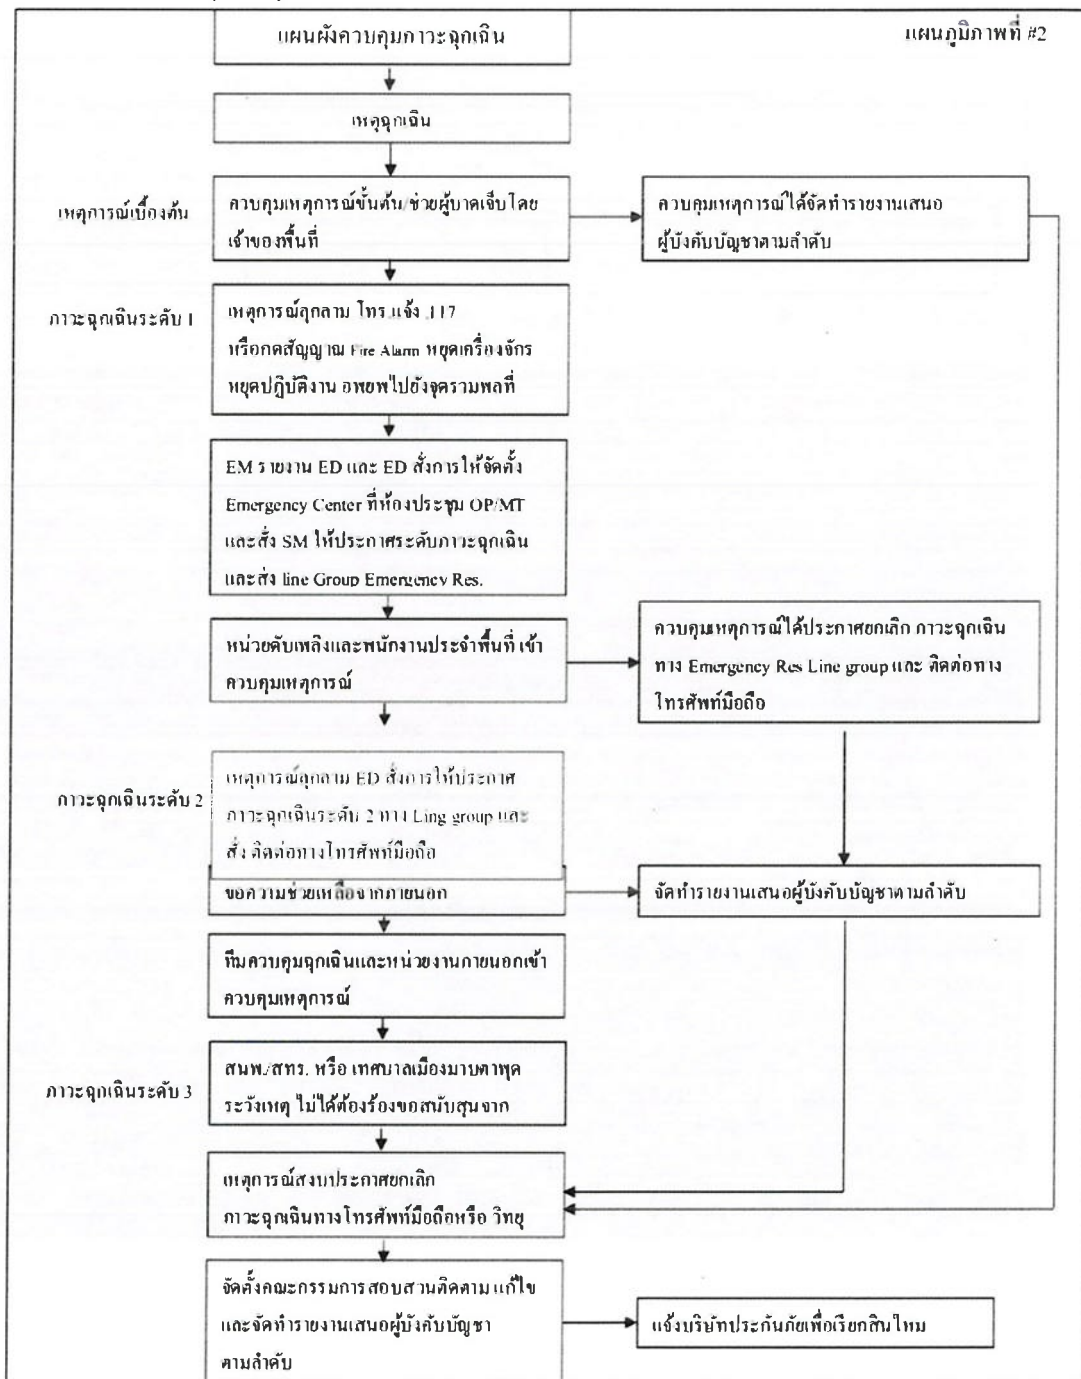 แผนผังควบคุมภาวะฉุกเฉิน
แผนภูมิภาพที่ #2
เหตุฉุกเฉิน
เหตุการณ์เบื้องต้น
ควบคุมเหตุการณ์ขั้นต้น/ช่วยผู้บาดเจ็บโดย
เจ้าของพื้นที่
ควบคุมเหตุการณ์ได้จัดทำรายงานเสนอ
ผู้บังคับบัญชาตามลำดับ
ภาวะฉุกเฉินระดับ 1
เหตุการณ์ลุกลาม โทร.แจ้ง .117
หรือกดสัญญาณ Fire Alarm หยุดเครื่องจักร
หยุดปฏิบัติงาน อพยพไปยังจุดรวมพลที่
EM รายงาน ED และ ED สั่งการให้จัดตั้ง
Emergency Center ที่ห้องประชุม OP/MT
และสั่ง SM ให้ประกาศระดับภาวะฉุกเฉิน
และส่ง line Group Emergency Res.
หน่วยดับเพลิงและพนักงานประจำพื้นที่ เข้า
ควบคุมเหตุการณ์
ควบคุมเหตุการณ์ได้ประกาศยกเลิก ภาวะฉุกเฉิน
ทาง Emergency Res Line group และ ติดต่อทาง
โทรศัพท์มือถือ
ภาวะฉุกเฉินระดับ 2
เหตุการณ์ลุกลาม ED สั่งการให้ประกาศ
ภาวะฉุกเฉินระดับ 2 ทาง Ling group และ
สั่ง ติดต่อทางโทรศัพท์มือถือ
ขอความช่วยเหลือจากภายนอก
จัดทำรายงานเสนอผู้บังคับบัญชาตามลำดับ
ทีมควบคุมฉุกเฉินและหน่วยงานภายนอกเข้า
ควบคุมเหตุการณ์
ภาวะฉุกเฉินระดับ 3
สนพ./สทร. หรือ เทศบาลเมืองมาบตาพุด
ระวังเหตุ ไม่ได้ต้องร้องขอสนับสุนจาก
เหตุการณ์สงบประกาศยกเลิก
ภาวะฉุกเฉินทางโทรศัพท์มือถือหรือ วิทยุ
จัดตั้งคณะกรรมการสอบสวนติดตาม แก้ไข
และจัดทำรายงานเสนอผู้บังคับบัญชา
ตามลำดับ
แจ้งบริษัทประกันภัยเพื่อเรียกสินไหม